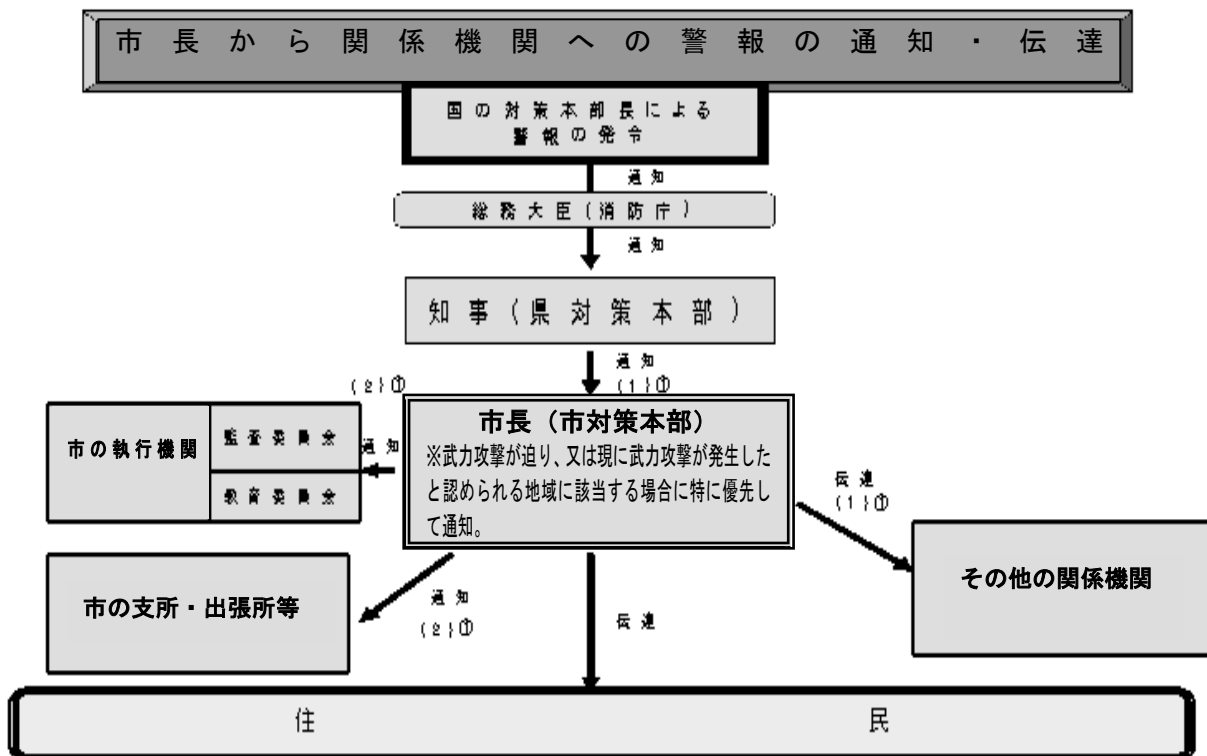 市長から関係機関への警報の通知・伝達
国の対策本部長による
警報の発令
通知
総務大臣(消防庁)
通知
知事(県対策本部)
通知
(1)①
(2)①
市長(市対策本部)
※武力攻撃が迫り、又は現に武力攻撃が発生した
と認められる地域に該当する場合に特に優先し
て通知。
市の執行機関
監査委員会
教育委員会
通知
伝達
(1)①
その他の関係機関
市の支所・出張所等
通知
(2)①
伝達
住民